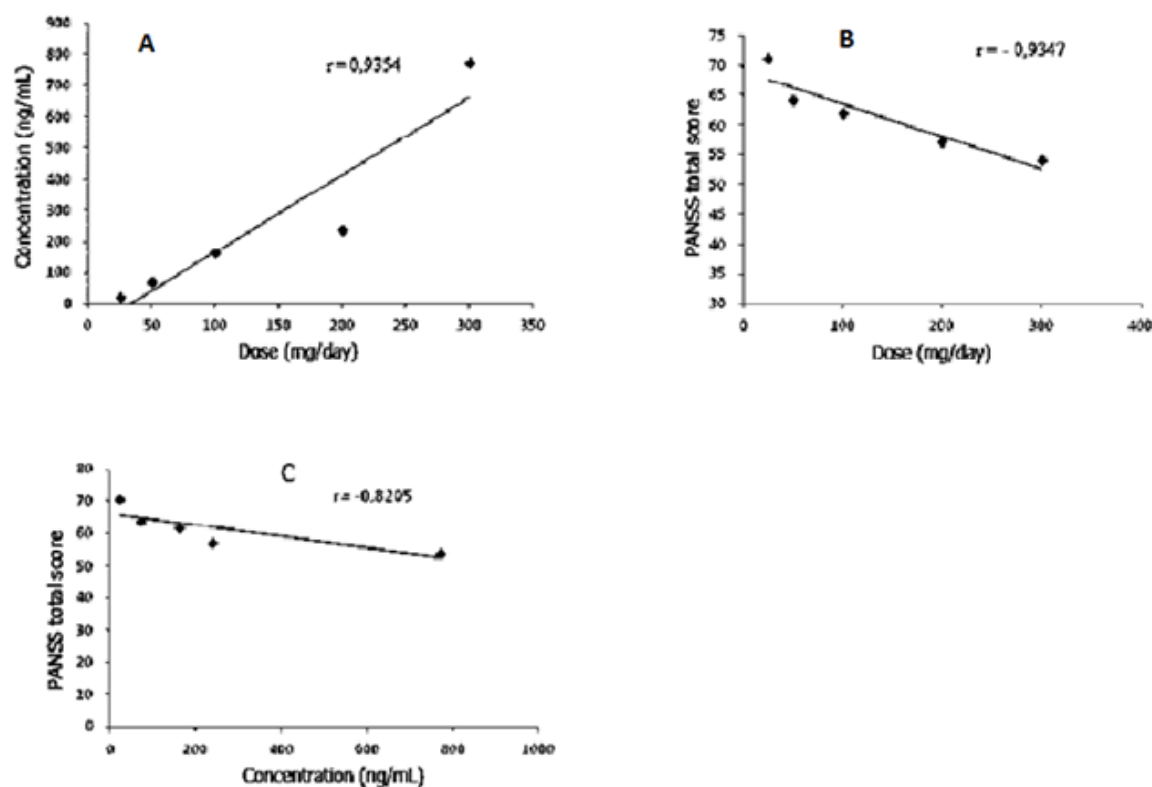 A
r = 0,9354
900
800
700
600
500
400
300
200
100
0
Concentration (ng/mL)
0 50 100 150 200 250 300 350
Dose (mg/day)
B
r = - 0,9347
75
70
65
60
55
50
45
40
35
30
PANSS total score
0 100 200 300 400
Dose (mg/day)
C
r = -0,8205
80
70
60
50
40
30
20
10
0
PANSS total score
0 200 400 600 800 1000
Concentration (ng/mL)